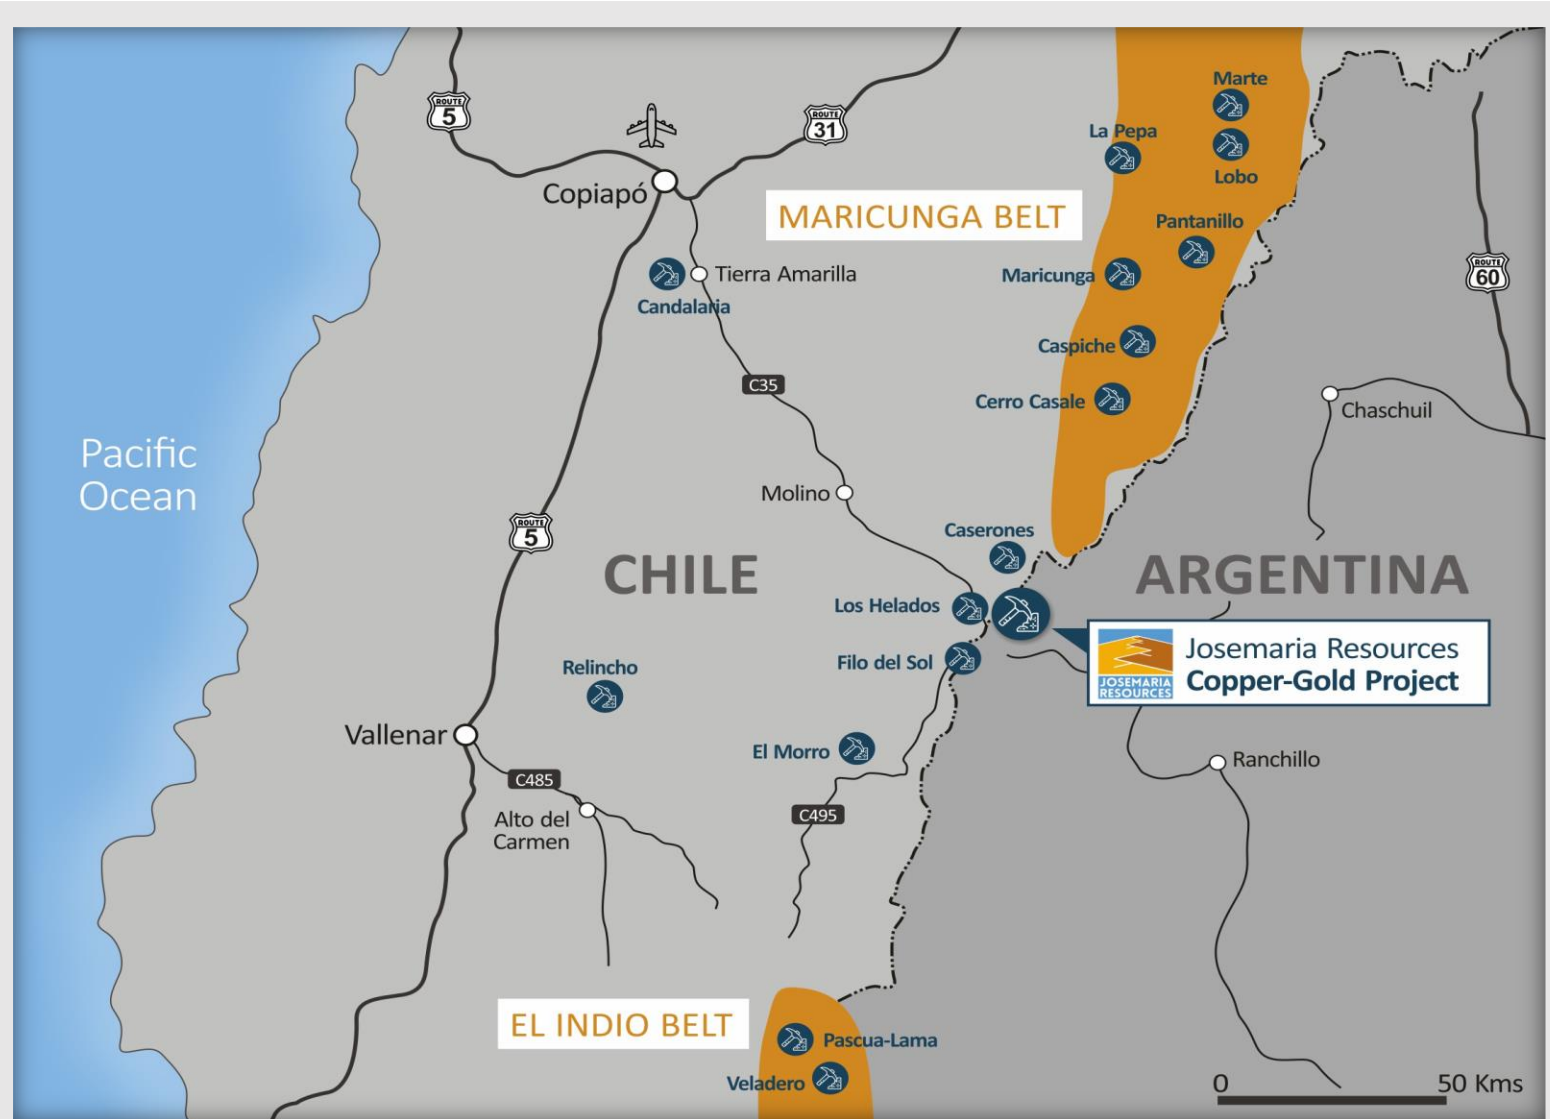 Marte
ROUTE
5
ROUTE
31
La Pepa
Lobo
Copiapó
MARICUNGA BELT
Pantanillo
Tierra Amarilla
Maricunga
ROUTE
60
Candalaria
Caspiche
C35
Cerro Casale
Chaschuil
Pacific
Ocean
Molino
ROUTE
5
Caserones
CHILE
ARGENTINA
Los Helados
Josemaria Resources
Copper-Gold Project
JOSEMARIA
RESOURCES
Filo del Sol
Relincho
Vallenar
El Morro
Ranchillo
C485
C495
Alto del
Carmen
EL INDIO BELT
Pascua-Lama
Veladero
0 50 Kms